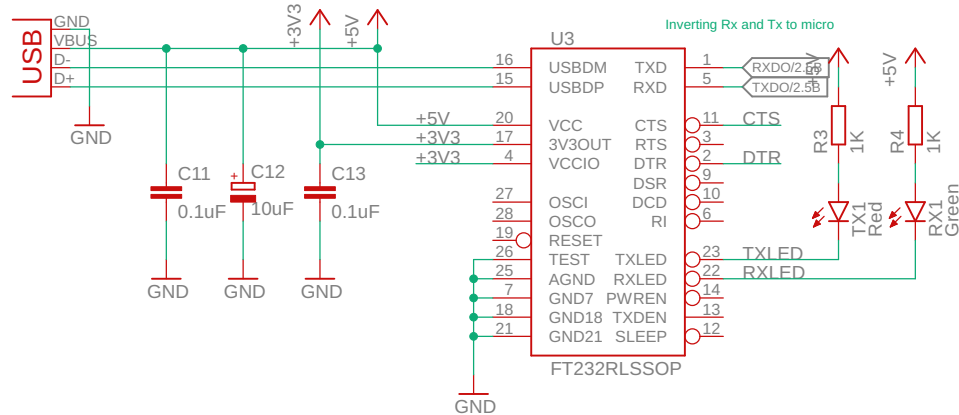 Inverting Rx and Tx to micro
USB
GND
VBUS
D-
D+
GND
+3V3
+5V
C11
0.1uF
GND
+
C12
10uF
GND
C13
0.1uF
GND
+5V
+3V3
+3V3
U3
16 USBDM
15 USBDP
20 VCC
17 3V3OUT
4 VCCIO
27 OSCI
28 OSCO
19 RESET
26 TEST
25 AGND
7 GND7
18 GND18
21 GND21
TXD 1
RXD 5
CTS 11
RTS 3
DTR 2
DSR 9
DCD 10
RI 6
TXLED 23
RXLED 22
PWREN 14
TXDEN 13
SLEEP 12
FT232RLSSOP
GND
RXDO/2.5B
TXDO/2.5B
CTS
DTR
TXLED
RXLED
+5V
R3
1K
TX1
Red
+5V
R4
1K
RX1
Green